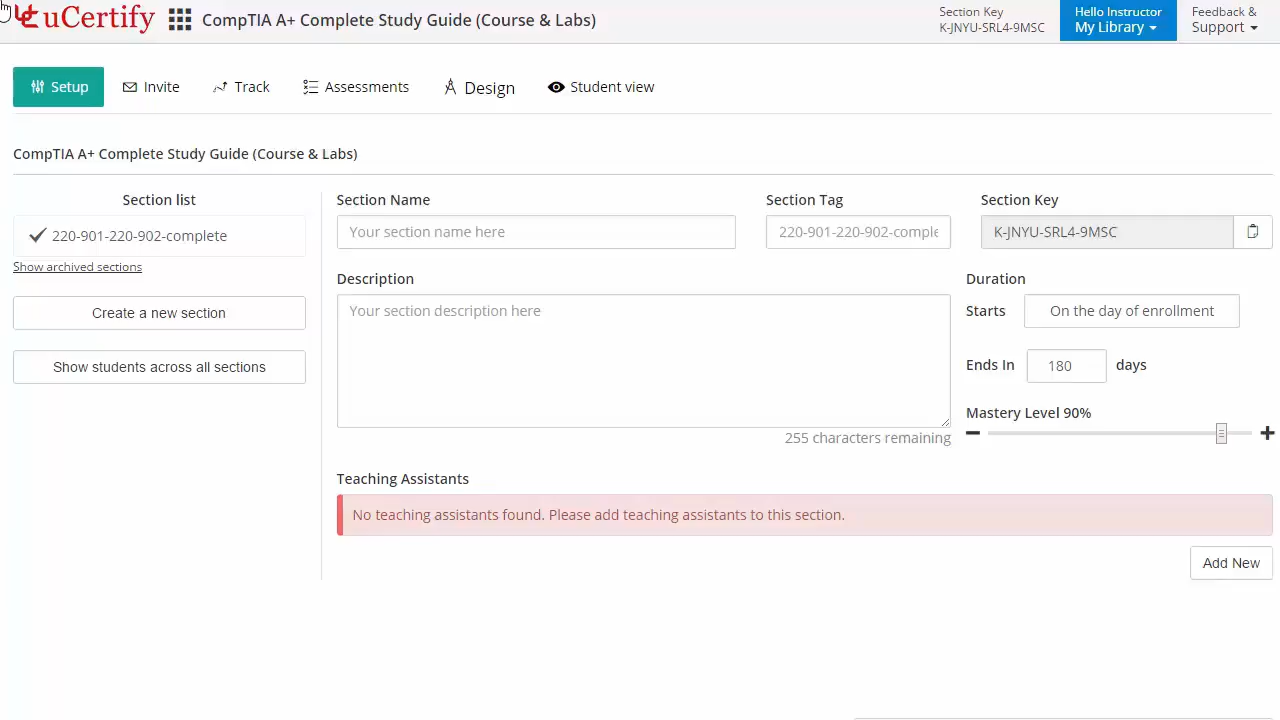 uCertify
CompTIA A+ Complete Study Guide (Course & Labs)
Section Key
K-JNYU-SRL4-9MSC
Hello Instructor
My Library
Feedback &
Support
Setup
Invite
Track
Assessments
Design
Student view
CompTIA A+ Complete Study Guide (Course & Labs)
Section list
220-901-220-902-complete
Show archived sections
Create a new section
Show students across all sections
Section Name
Your section name here
Section Tag
220-901-220-902-comple
Section Key
K-JNYU-SRL4-9MSC
Description
Your section description here
255 characters remaining
Duration
Starts On the day of enrollment
Ends In 180 days
Mastery Level 90%
Teaching Assistants
No teaching assistants found. Please add teaching assistants to this section.
Add New